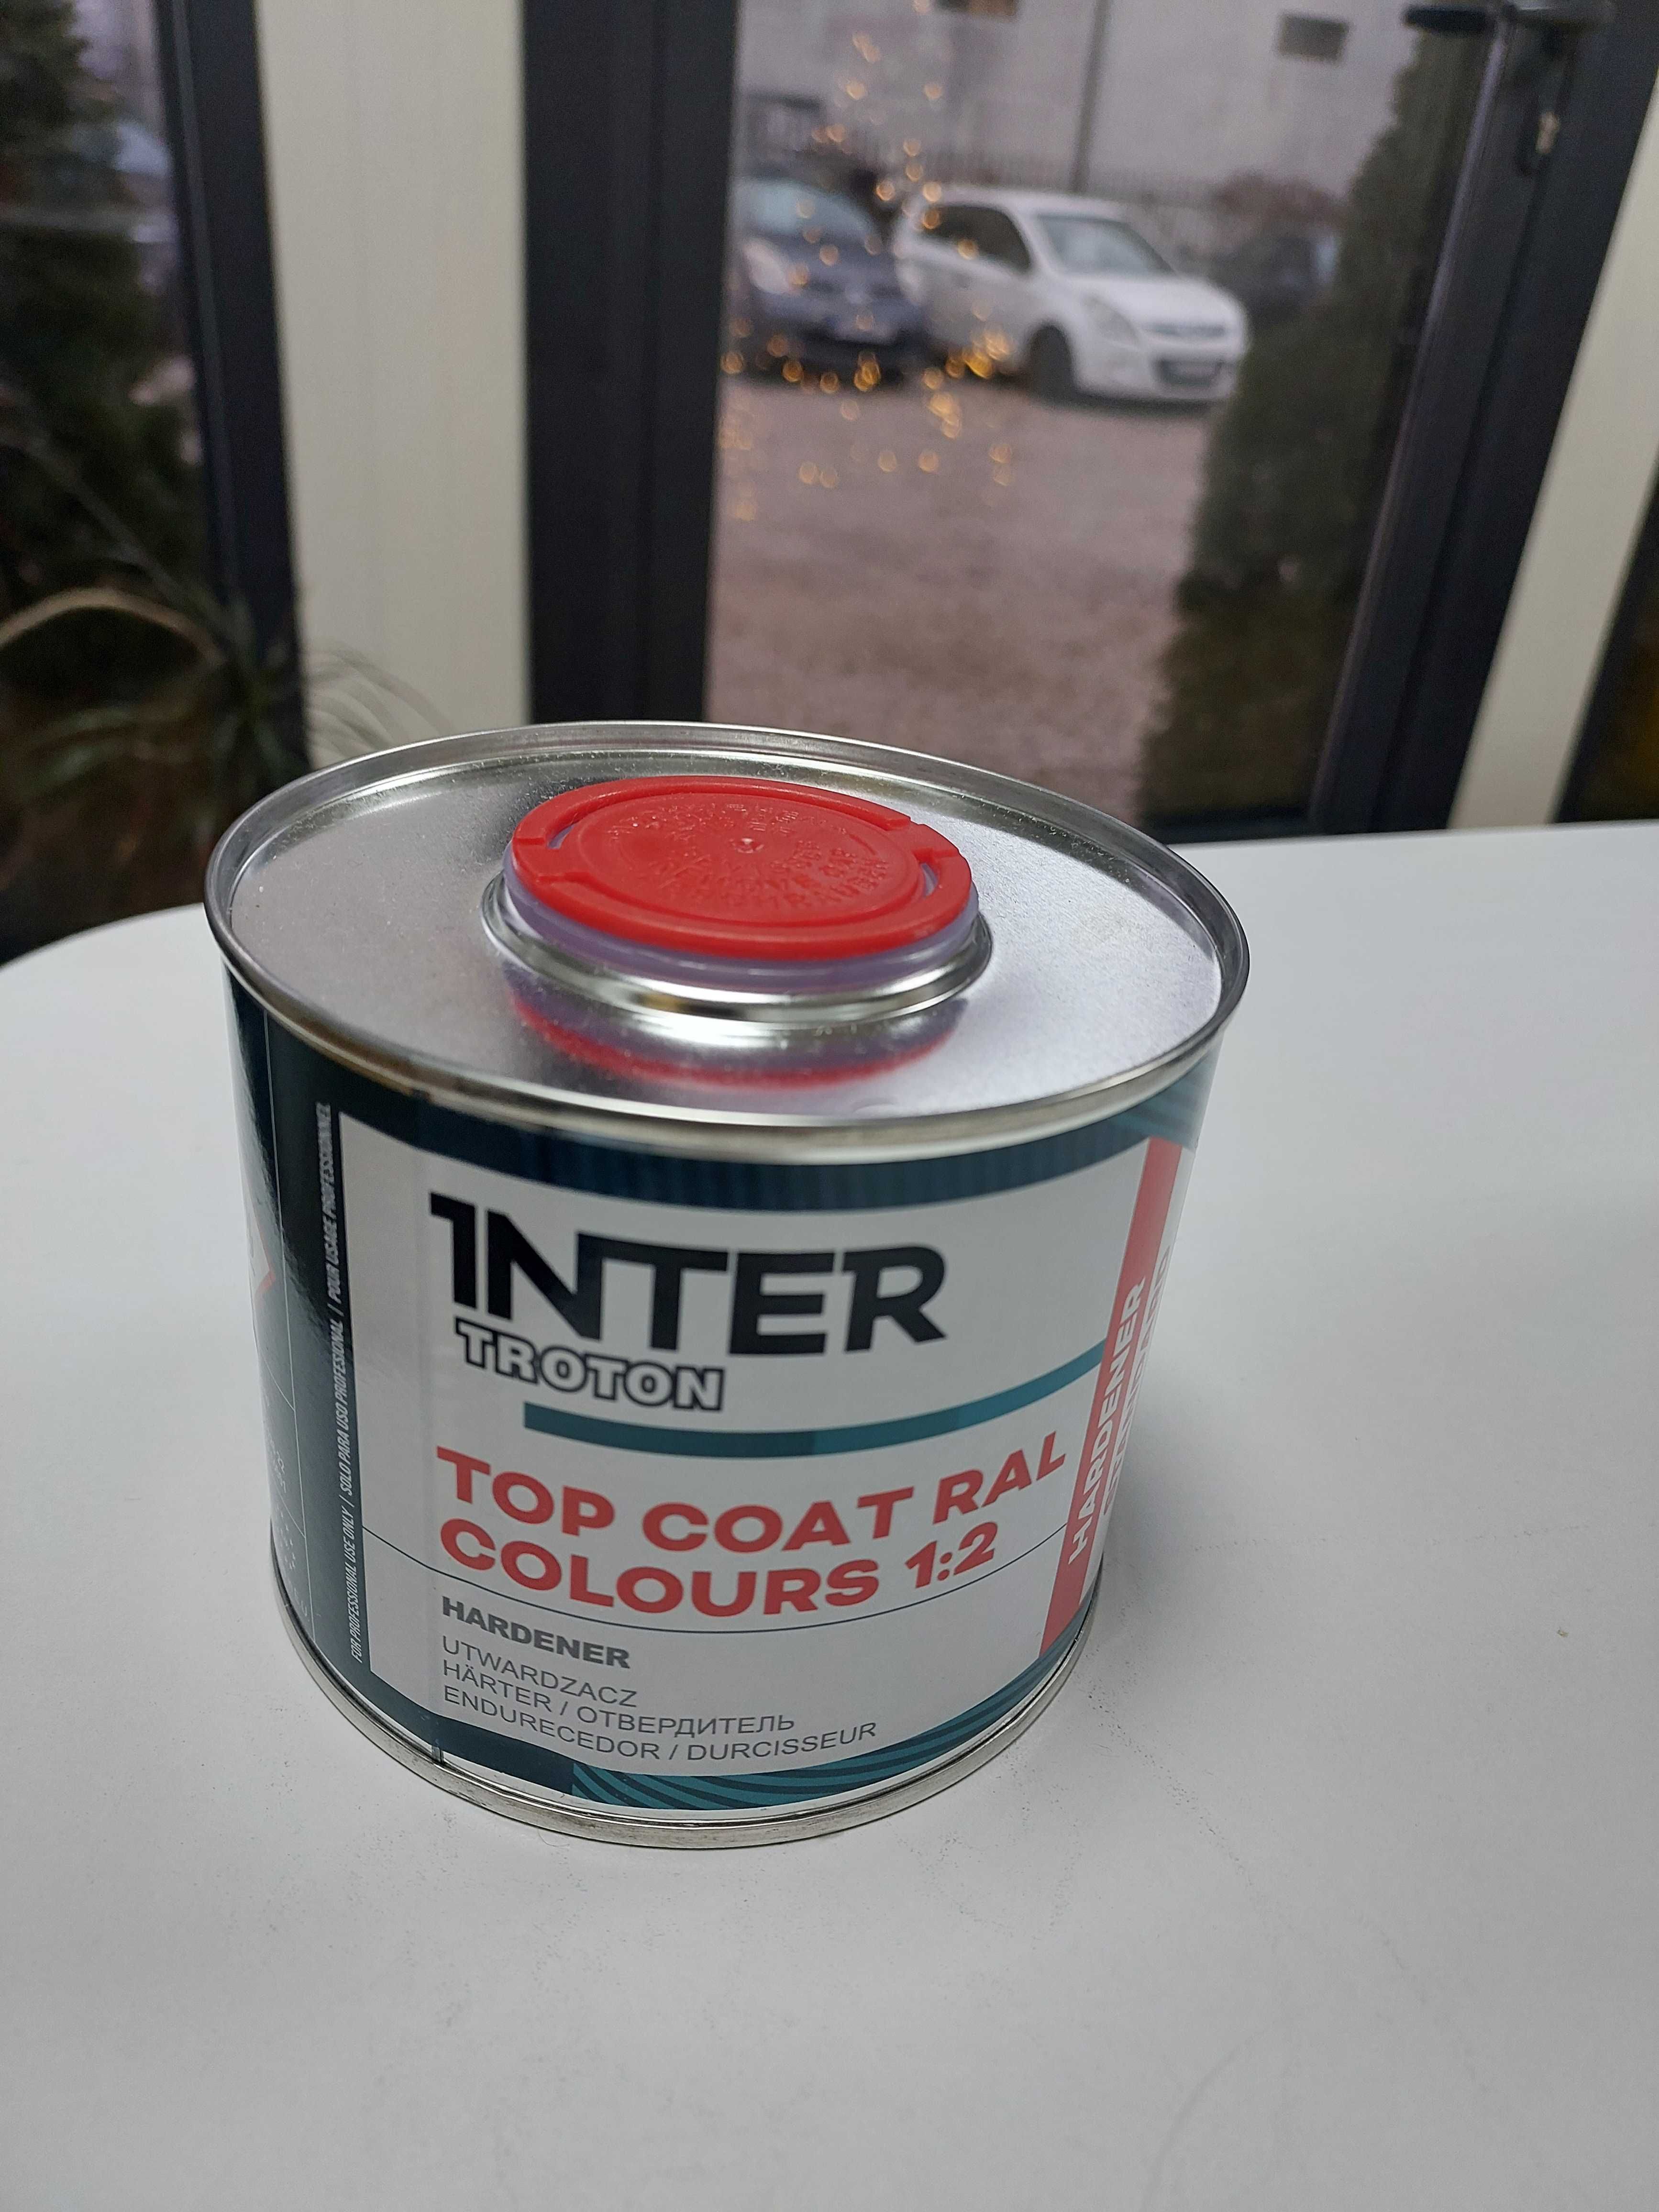 INTER
TROTON
TOP COAT RAL
COLOURS 1:2
HARDENER
UTWARDZACZ
HÄRTER / ОТВЕРДИТЕЛЬ
ENDURECEDOR / DURCISSEUR
FOR PROFESSIONAL USE ONLY | SOLO PARA USO PROFESIONAL | POUR USAGE PROFESSIONNEL
HARDENER